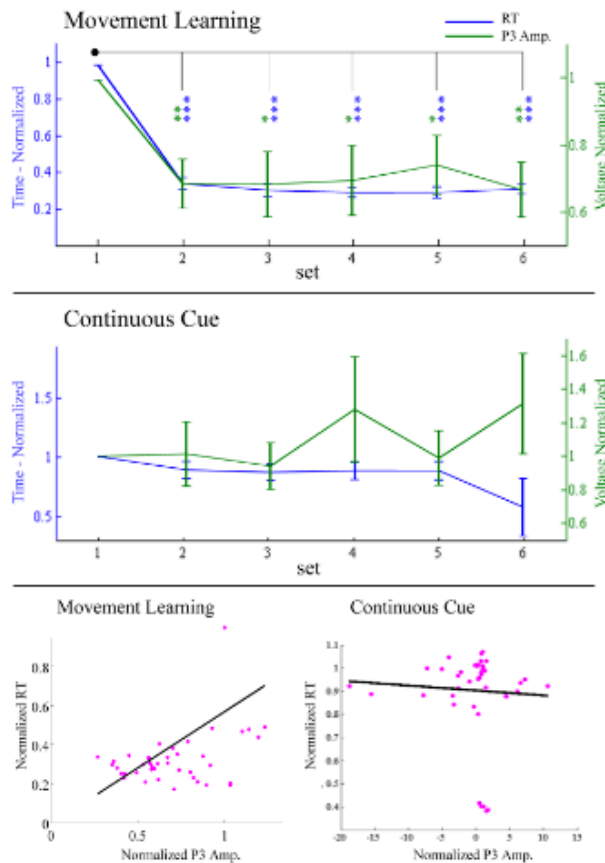 Movement Learning
RT
P3 Amp.
Time - Normalized
1
0.8
0.6
0.4
0.2
** *** * *** * *** * *** ** ***
1
0.8
0.6
Voltage Normalized
1 2 3 4 5 6
set
Continuous Cue
Time - Normalized
1.5
1
0.5
1.6
1.4
1.2
1
0.8
0.6
Voltage Normalized
1 2 3 4 5 6
set
Movement Learning
Normalized RT
0.8
0.6
0.4
0.2
0
0 0.5 1
Normalized P3 Amp.
Continuous Cue
Normalized RT
1.1
1
0.9
0.8
0.7
0.6
0.5
0.4
-20 -15 -10 -5 0 5 10 15
Normalized P3 Amp.